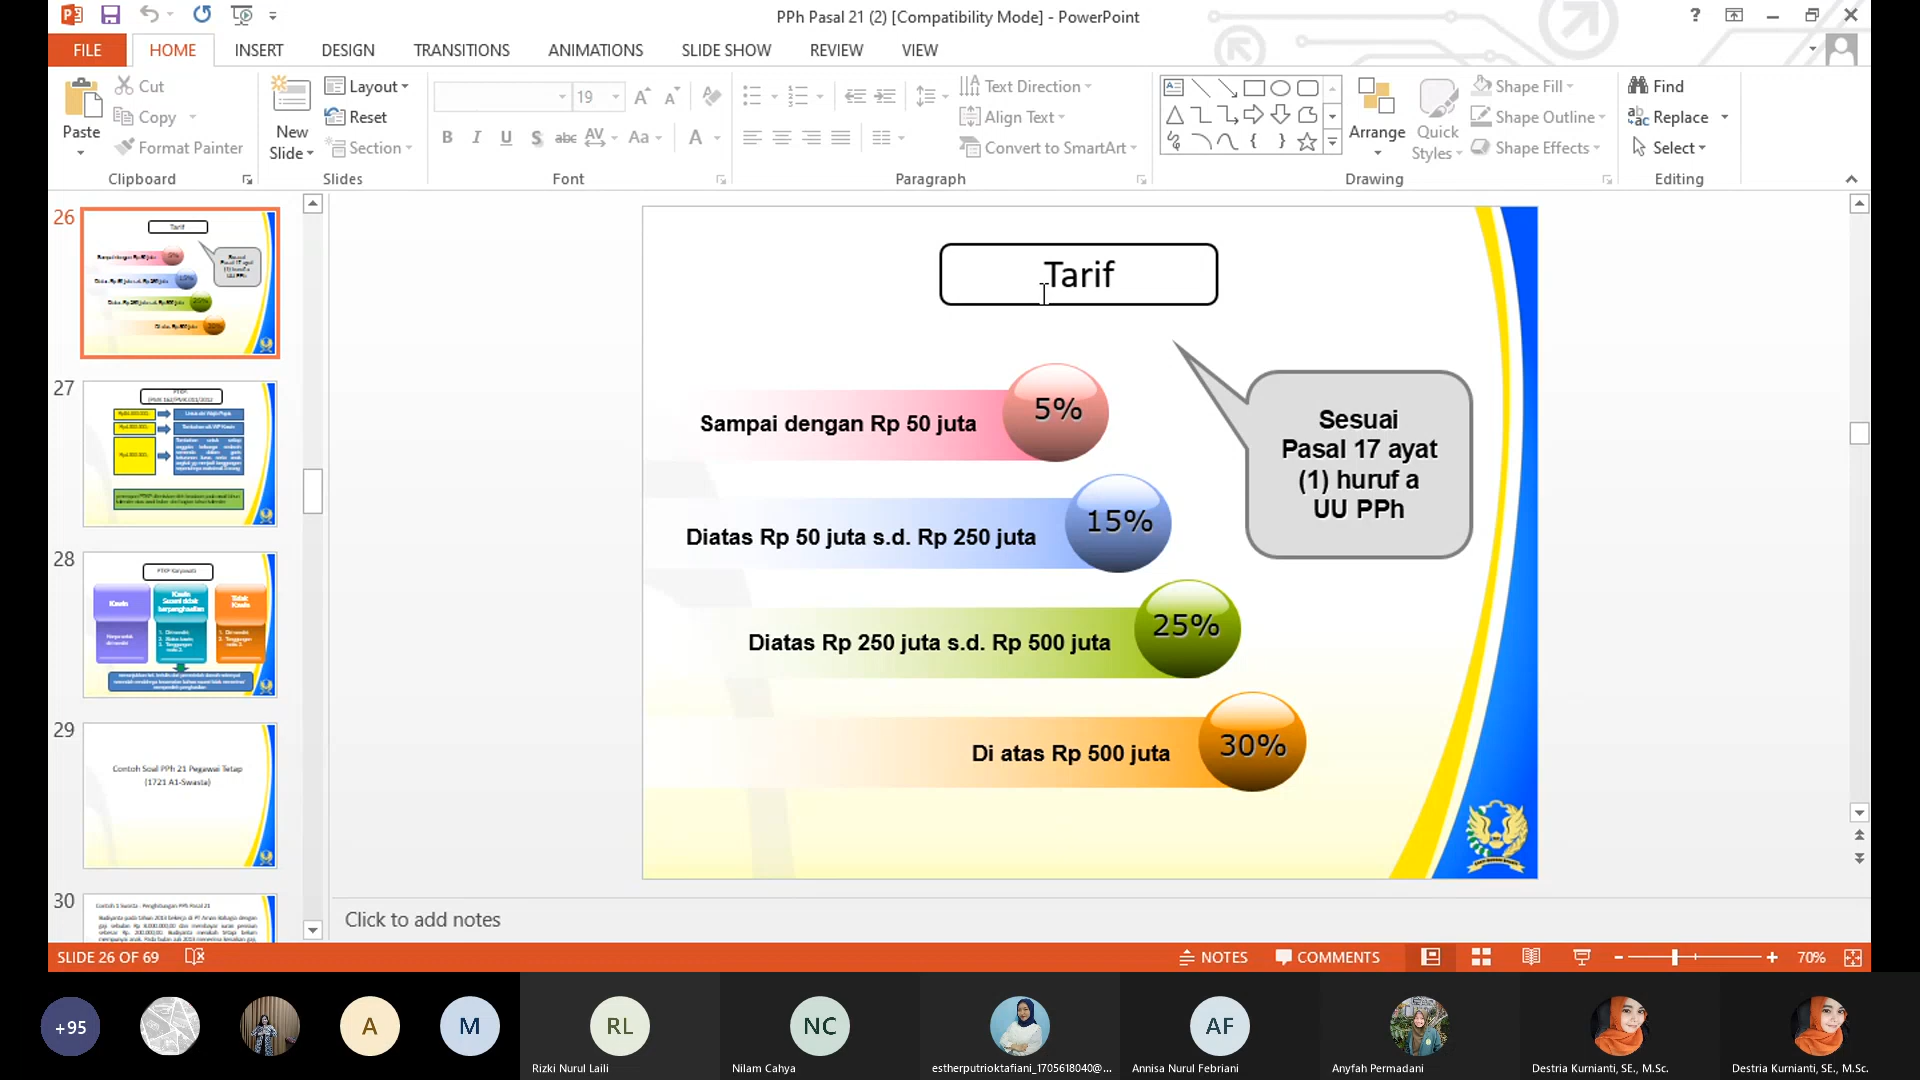 PPh Pasal 21 (2) [Compatibility Mode] - PowerPoint
FILE
HOME
INSERT
DESIGN
TRANSITIONS
ANIMATIONS
SLIDE SHOW
REVIEW
VIEW
Paste
Cut
Copy
Format Painter
Clipboard
New
Slide
Layout
Reset
Section
Slides
19
Font
Text Direction
Align Text
Convert to SmartArt
Paragraph
Arrange
Quick
Styles
Shape Fill
Shape Outline
Shape Effects
Drawing
Find
Replace
Select
Editing
26
Tarif
27
28
PTKP Karyawati
Kawin
Tidak
Kawin
29
Contoh Soal PPh 21 Pegawai Tetap
(1721 A1-Swasta)
30
Tarif
Sampai dengan Rp 50 juta
5%
Diatas Rp 50 juta s.d. Rp 250 juta
15%
Diatas Rp 250 juta s.d. Rp 500 juta
25%
Di atas Rp 500 juta
30%
Sesuai
Pasal 17 ayat
(1) huruf a
UU PPh
Click to add notes
SLIDE 26 OF 69
NOTES
COMMENTS
70%
+95
A
M
RL
Rizki Nurul Laili
NC
Nilam Cahya
estherputrioktafiani_1705618040@...
AF
Annisa Nurul Febriani
Anyfah Permadani
Destria Kurnianti, SE., M.Sc.
Destria Kurnianti, SE., M.Sc.